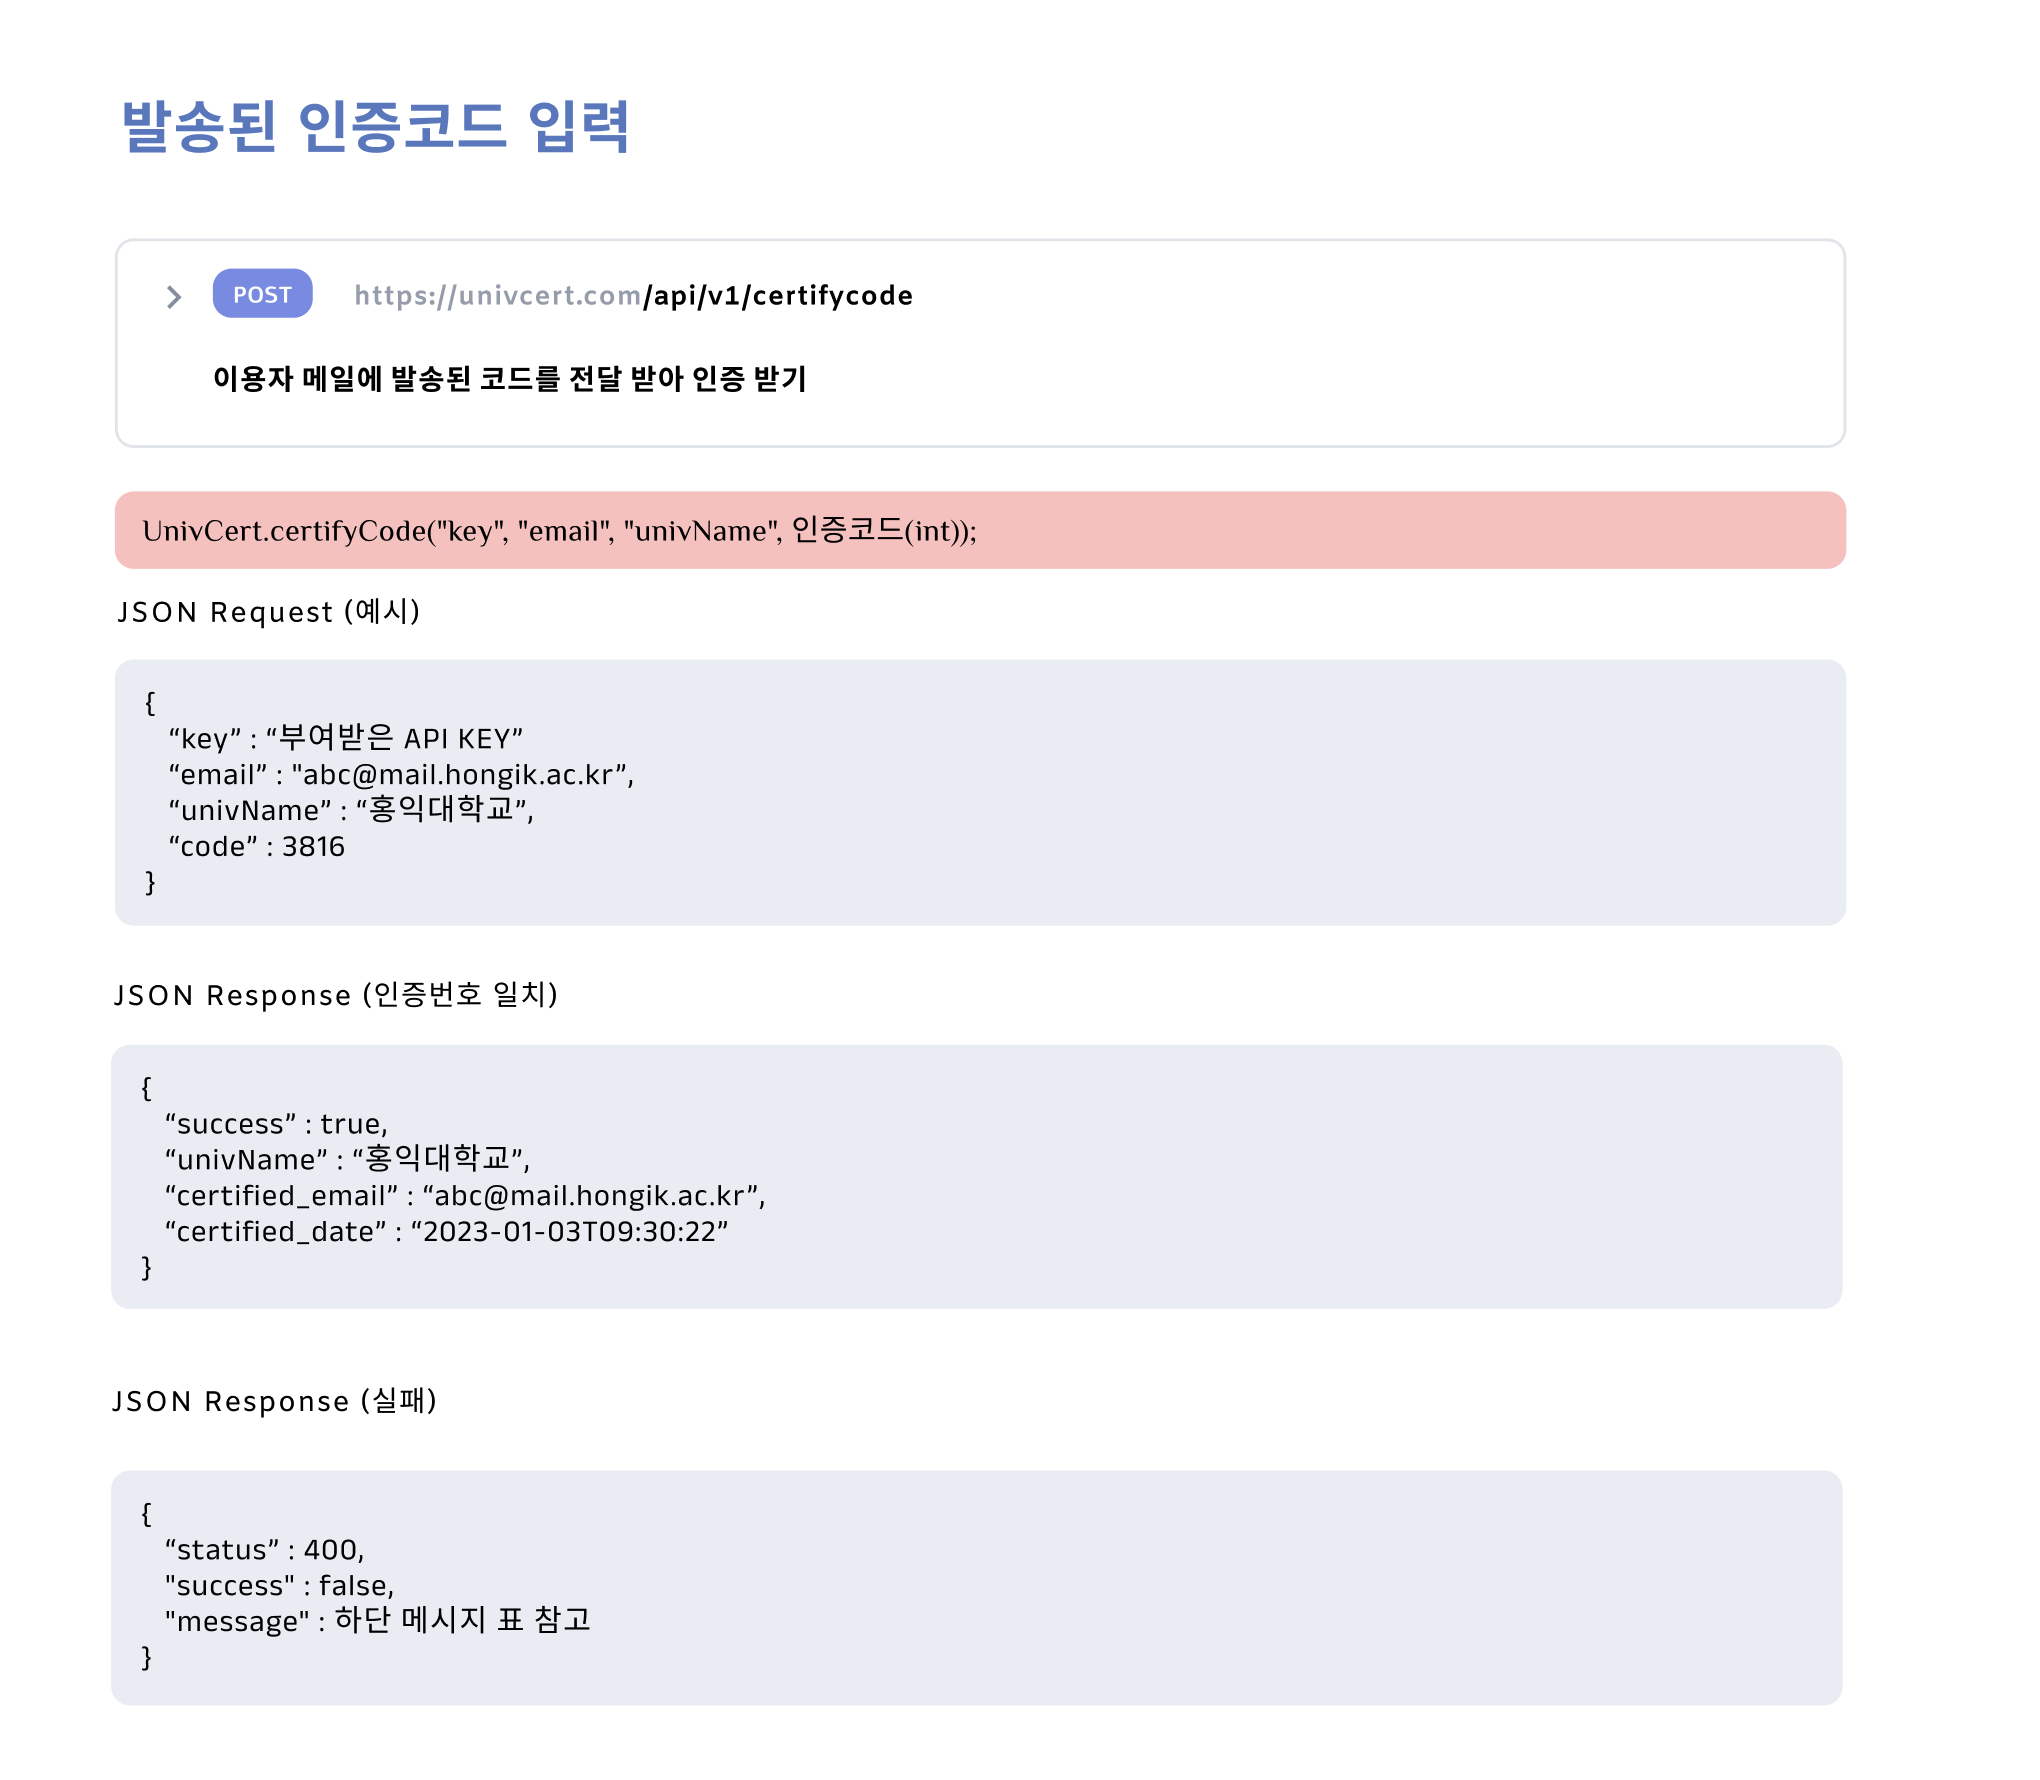 발송된 인증코드 입력
POST https://univcert.com/api/v1/certifycode
이용자 메일에 발송된 코드를 전달 받아 인증 받기
UnivCert.certifyCode("key", "email", "univName", 인증코드(int));
JSON Request (예시)
{
“key” : “부여받은 API KEY”
“email” : "abc@mail.hongik.ac.kr”,
“univName” : “홍익대학교”,
“code” : 3816
}
JSON Response (인증번호 일치)
{
“success” : true,
“univName” : “홍익대학교”,
“certified_email” : “abc@mail.hongik.ac.kr”,
“certified_date” : “2023-01-03T09:30:22”
}
JSON Response (실패)
{
“status” : 400,
"success" : false,
"message" : 하단 메시지 표 참고
}